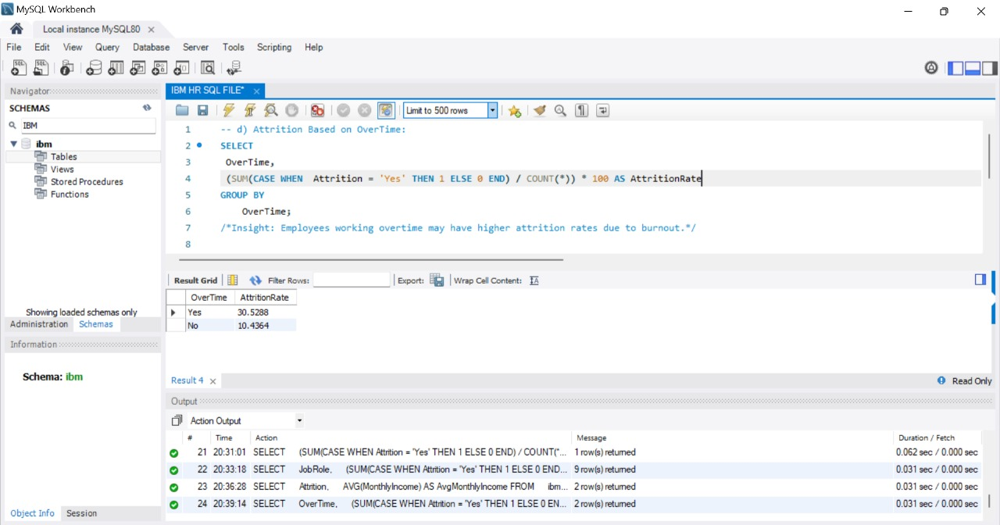 MySQL Workbench
Local instance MySQL80
File Edit View Query Database Server Tools Scripting Help
Navigator
SCHEMAS
IBM
ibm
Tables
Views
Stored Procedures
Functions
Showing loaded schemas only
Administration Schemas
Information
Schema: ibm
Object Info Session
IBM HR SQL FILE*
Limit to 500 rows
1 -- d) Attrition Based on OverTime:
2 SELECT
3 OverTime,
4 (SUM(CASE WHEN Attrition = 'Yes' THEN 1 ELSE 0 END) / COUNT(*)) * 100 AS AttritionRate
5 GROUP BY
6 OverTime;
7 /*Insight: Employees working overtime may have higher attrition rates due to burnout.*/
8
Result Grid Filter Rows: Export: Wrap Cell Content:
OverTime AttritionRate
Yes 30.5288
No 10.4364
Result 4 Read Only
Output
Action Output
# Time Action Message Duration / Fetch
21 20:31:01 SELECT (SUM(CASE WHEN Attrition = 'Yes' THEN 1 ELSE 0 END) / COUNT(*... 1 row(s) returned 0.062 sec / 0.000 sec
22 20:33:18 SELECT JobRole, (SUM(CASE WHEN Attrition = 'Yes' THEN 1 ELSE 0 END... 9 row(s) returned 0.031 sec / 0.000 sec
23 20:36:28 SELECT Attrition, AVG(MonthlyIncome) AS AvgMonthlyIncome FROM ibm... 2 row(s) returned 0.031 sec / 0.000 sec
24 20:39:14 SELECT OverTime, (SUM(CASE WHEN Attrition = 'Yes' THEN 1 ELSE 0 EN... 2 row(s) returned 0.031 sec / 0.000 sec